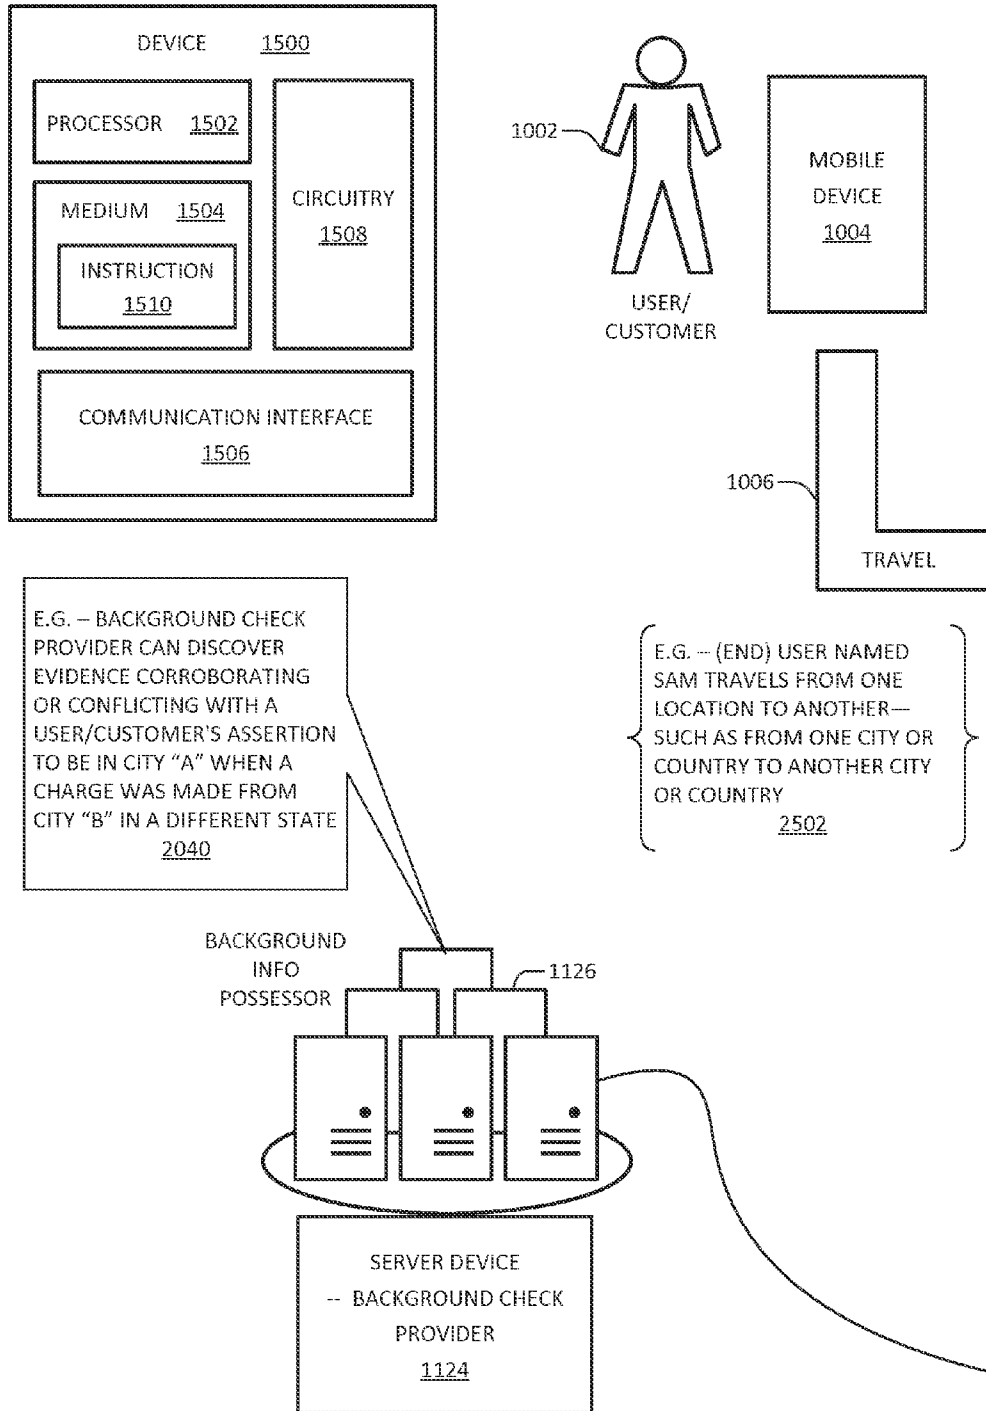 DEVICE 1500
PROCESSOR 1502
MEDIUM 1504
INSTRUCTION
1510
CIRCUITRY
1508
COMMUNICATION INTERFACE
1506
1002
USER/
CUSTOMER
MOBILE
DEVICE
1004
1006
TRAVEL
E.G. – BACKGROUND CHECK
PROVIDER CAN DISCOVER
EVIDENCE CORROBORATING
OR CONFLICTING WITH A
USER/CUSTOMER'S ASSERTION
TO BE IN CITY “A” WHEN A
CHARGE WAS MADE FROM
CITY “B” IN A DIFFERENT STATE
2040
E.G. -- (END) USER NAMED
SAM TRAVELS FROM ONE
LOCATION TO ANOTHER—
SUCH AS FROM ONE CITY OR
COUNTRY TO ANOTHER CITY
OR COUNTRY
2502
BACKGROUND
INFO
POSSESSOR
1126
SERVER DEVICE
-- BACKGROUND CHECK
PROVIDER
1124